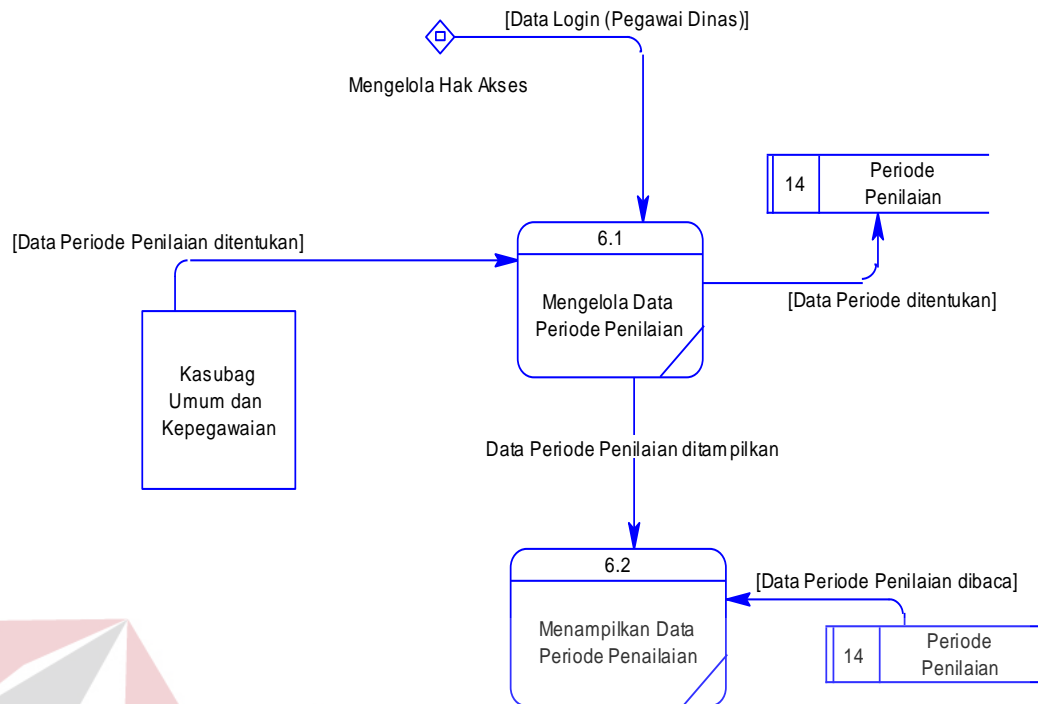 [Data Login (Pegawai Dinas)]
Mengelola Hak Akses
14
Periode
Penilaian
[Data Periode Penilaian ditentukan]
6.1
Mengelola Data
Periode Penilaian
[Data Periode ditentukan]
Kasubag
Umum dan
Kepegawaian
Data Periode Penilaian ditampilkan
6.2
Menampilkan Data
Periode Penailaian
[Data Periode Penilaian dibaca]
14
Periode
Penilaian